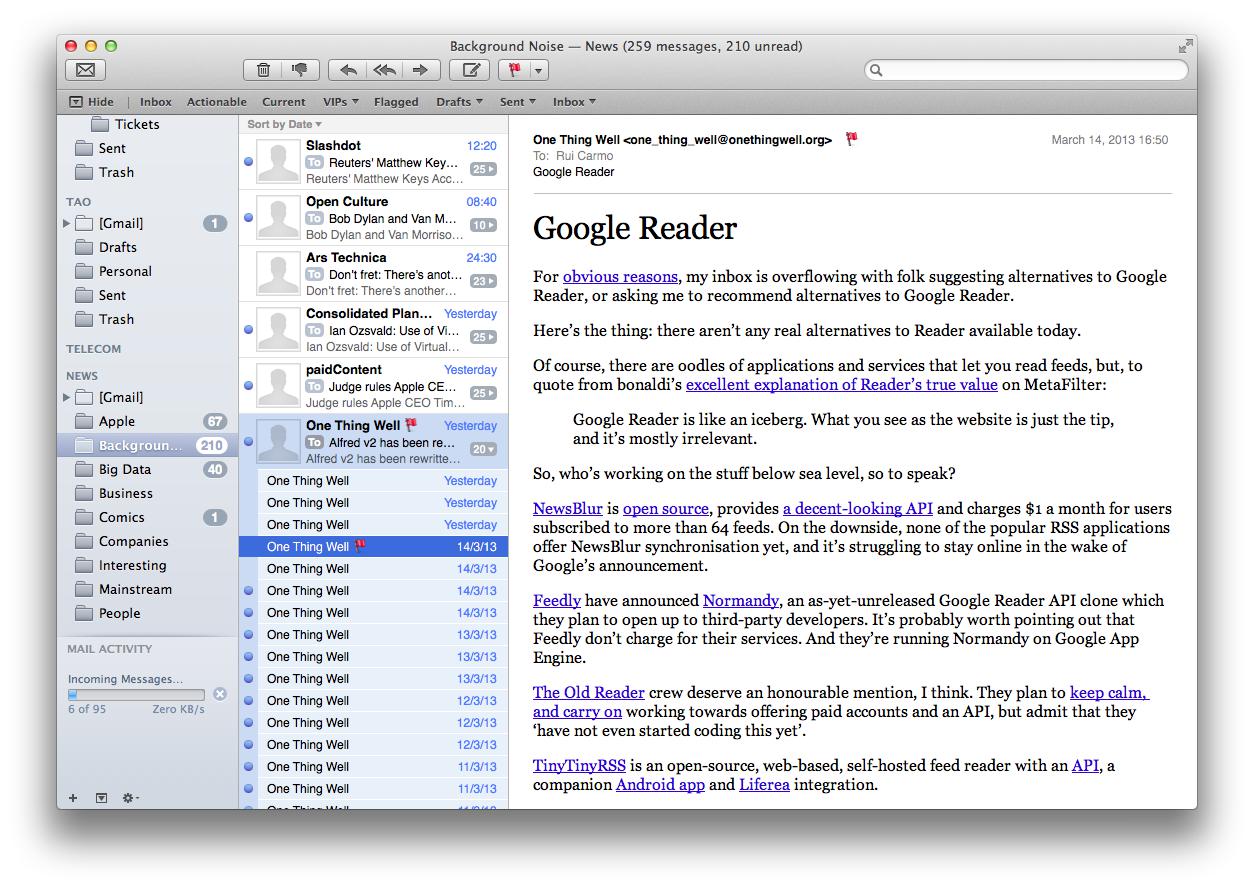 Background Noise — News (259 messages, 210 unread)
Hide Inbox Actionable Current VIPs Flagged Drafts Sent Inbox
Tickets
Sent
Trash
TAO
[Gmail] 1
Drafts
Personal
Sent
Trash
TELECOM
NEWS
[Gmail]
Apple 67
Backgroun... 210
Big Data 40
Business
Comics 1
Companies
Interesting
Mainstream
People
MAIL ACTIVITY
Incoming Messages...
6 of 95 Zero KB/s
Sort by Date
Slashdot 12:20
To Reuters' Matthew Key... 25
Reuters' Matthew Keys Acc...
Open Culture 08:40
To Bob Dylan and Van M... 10
Bob Dylan and Van Morriso...
Ars Technica 24:30
To Don't fret: There's anot... 23
Don't fret: There's another...
Consolidated Plan... Yesterday
To Ian Ozsvald: Use of Vi... 25
Ian Ozsvald: Use of Virtual...
paidContent Yesterday
To Judge rules Apple CE... 25
Judge rules Apple CEO Tim...
One Thing Well Yesterday
To Alfred v2 has been re... 20
Alfred v2 has been rewritte...
One Thing Well Yesterday
One Thing Well Yesterday
One Thing Well Yesterday
One Thing Well 14/3/13
One Thing Well 14/3/13
One Thing Well 14/3/13
One Thing Well 14/3/13
One Thing Well 13/3/13
One Thing Well 13/3/13
One Thing Well 13/3/13
One Thing Well 12/3/13
One Thing Well 12/3/13
One Thing Well 12/3/13
One Thing Well 11/3/13
One Thing Well 11/3/13
One Thing Well 11/3/13
One Thing Well <one_thing_well@onethingwell.org> March 14, 2013 16:50
To: Rui Carmo
Google Reader
Google Reader
For obvious reasons, my inbox is overflowing with folk suggesting alternatives to Google
Reader, or asking me to recommend alternatives to Google Reader.
Here's the thing: there aren't any real alternatives to Reader available today.
Of course, there are oodles of applications and services that let you read feeds, but, to
quote from bonaldi's excellent explanation of Reader's true value on MetaFilter:
Google Reader is like an iceberg. What you see as the website is just the tip,
and it's mostly irrelevant.
So, who's working on the stuff below sea level, so to speak?
NewsBlur is open source, provides a decent-looking API and charges $1 a month for users
subscribed to more than 64 feeds. On the downside, none of the popular RSS applications
offer NewsBlur synchronisation yet, and it's struggling to stay online in the wake of
Google's announcement.
Feedly have announced Normandy, an as-yet-unreleased Google Reader API clone which
they plan to open up to third-party developers. It's probably worth pointing out that
Feedly don't charge for their services. And they're running Normandy on Google App
Engine.
The Old Reader crew deserve an honourable mention, I think. They plan to keep calm,
and carry on working towards offering paid accounts and an API, but admit that they
'have not even started coding this yet'.
TinyTinyRSS is an open-source, web-based, self-hosted feed reader with an API, a
companion Android app and Liferea integration.